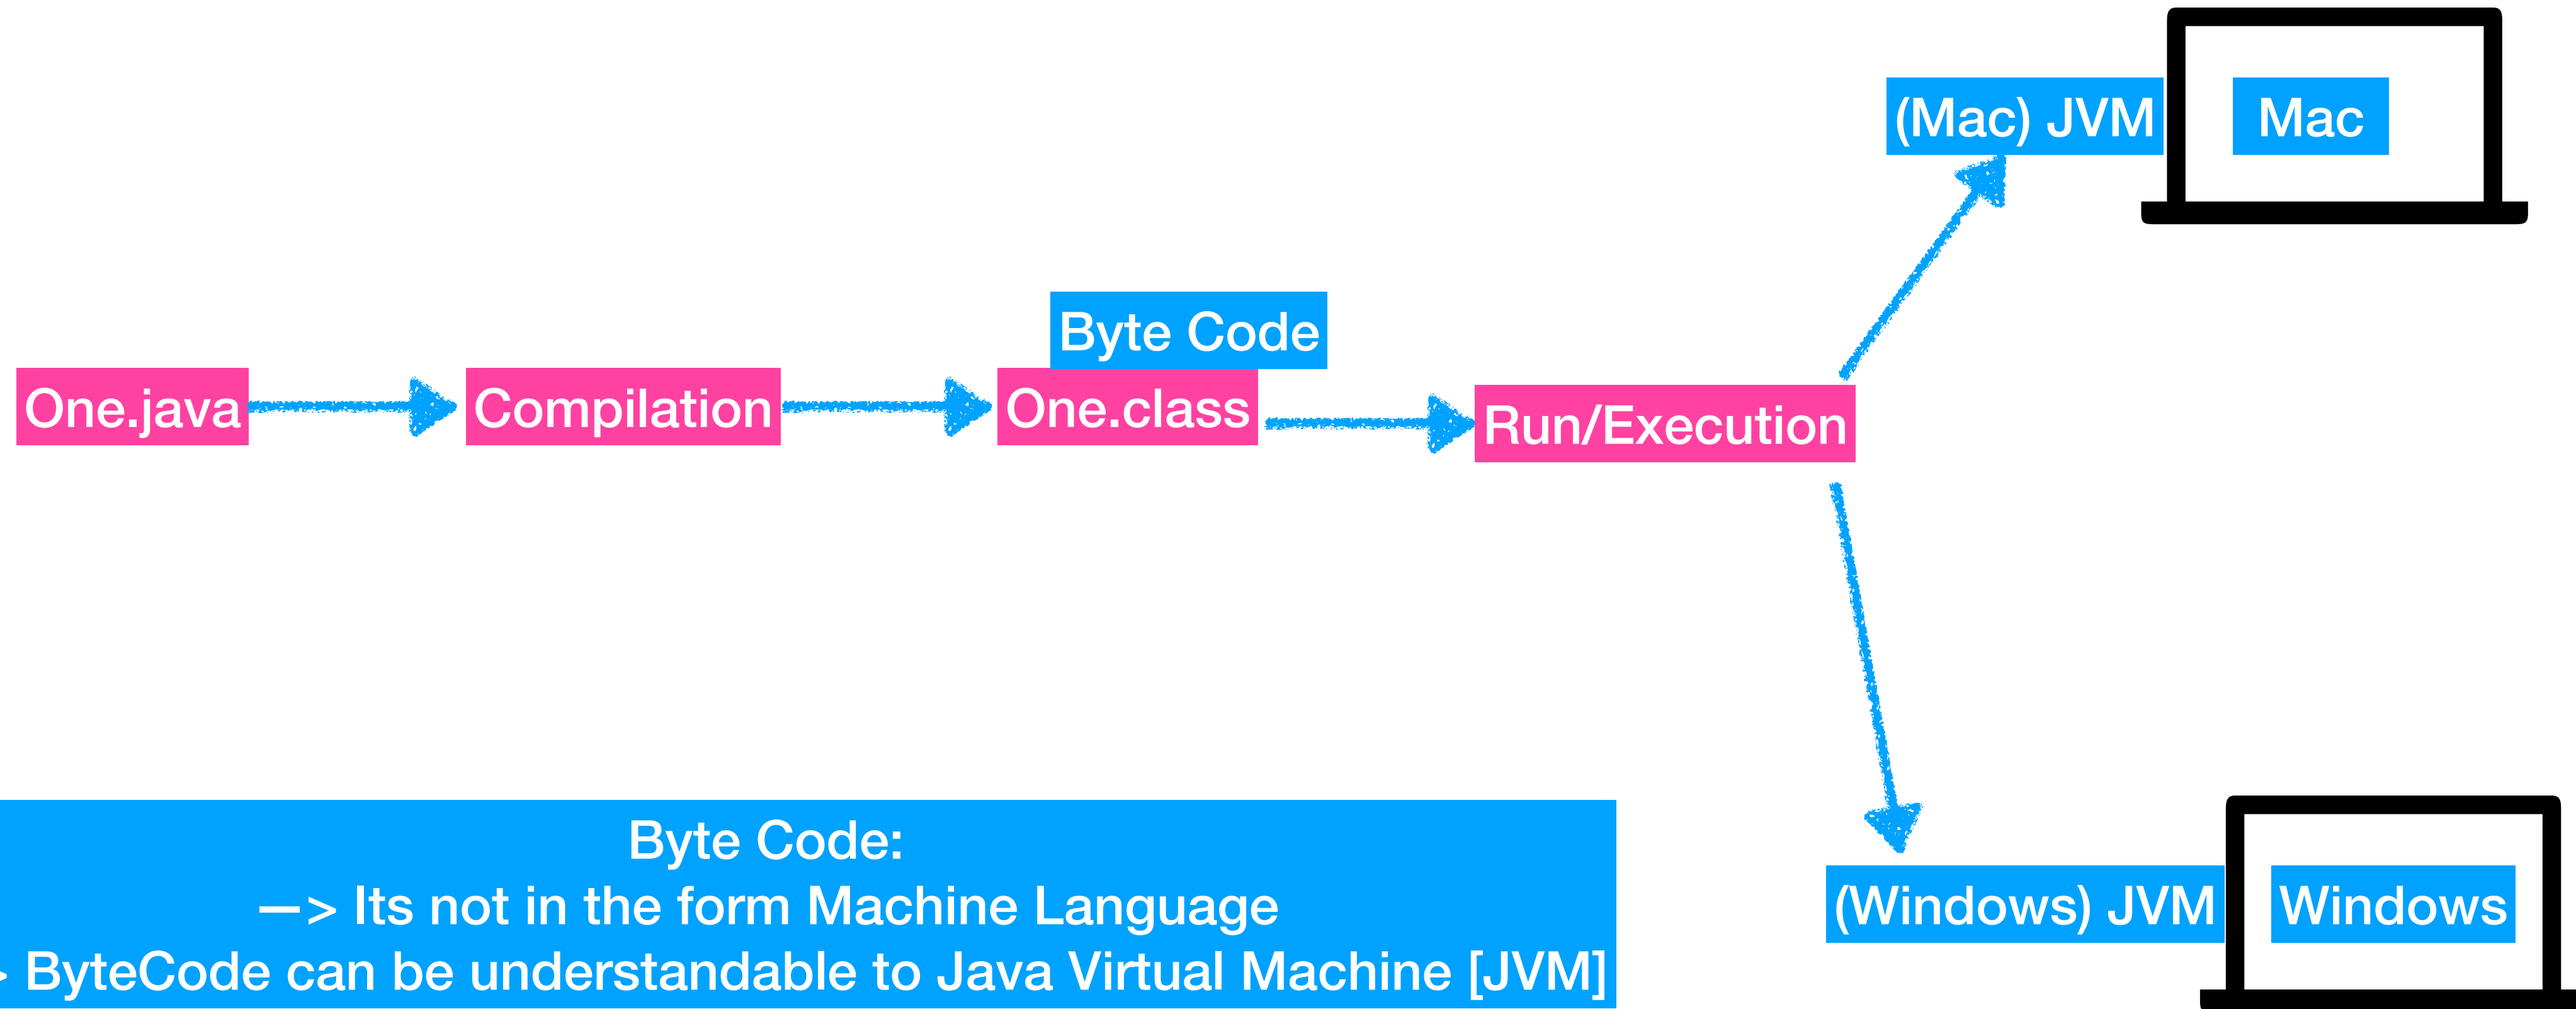 (Mac) JVM
Mac
Byte Code
One.java
Compilation
One.class
Run/Execution
Byte Code:
—> Its not in the form Machine Language
> ByteCode can be understandable to Java Virtual Machine [JVM]
(Windows) JVM
Windows